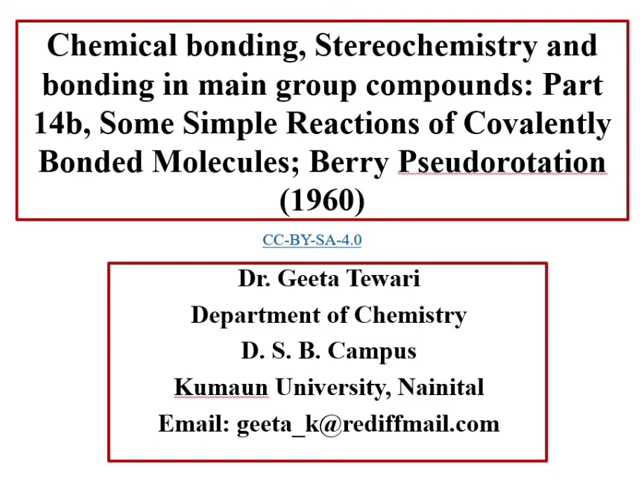 Chemical bonding, Stereochemistry and
bonding in main group compounds: Part
14b, Some Simple Reactions of Covalently
Bonded Molecules; Berry Pseudorotation
(1960)
CC-BY-SA-4.0
Dr. Geeta Tewari
Department of Chemistry
D. S. B. Campus
Kumaun University, Nainital
Email: geeta_k@rediffmail.com